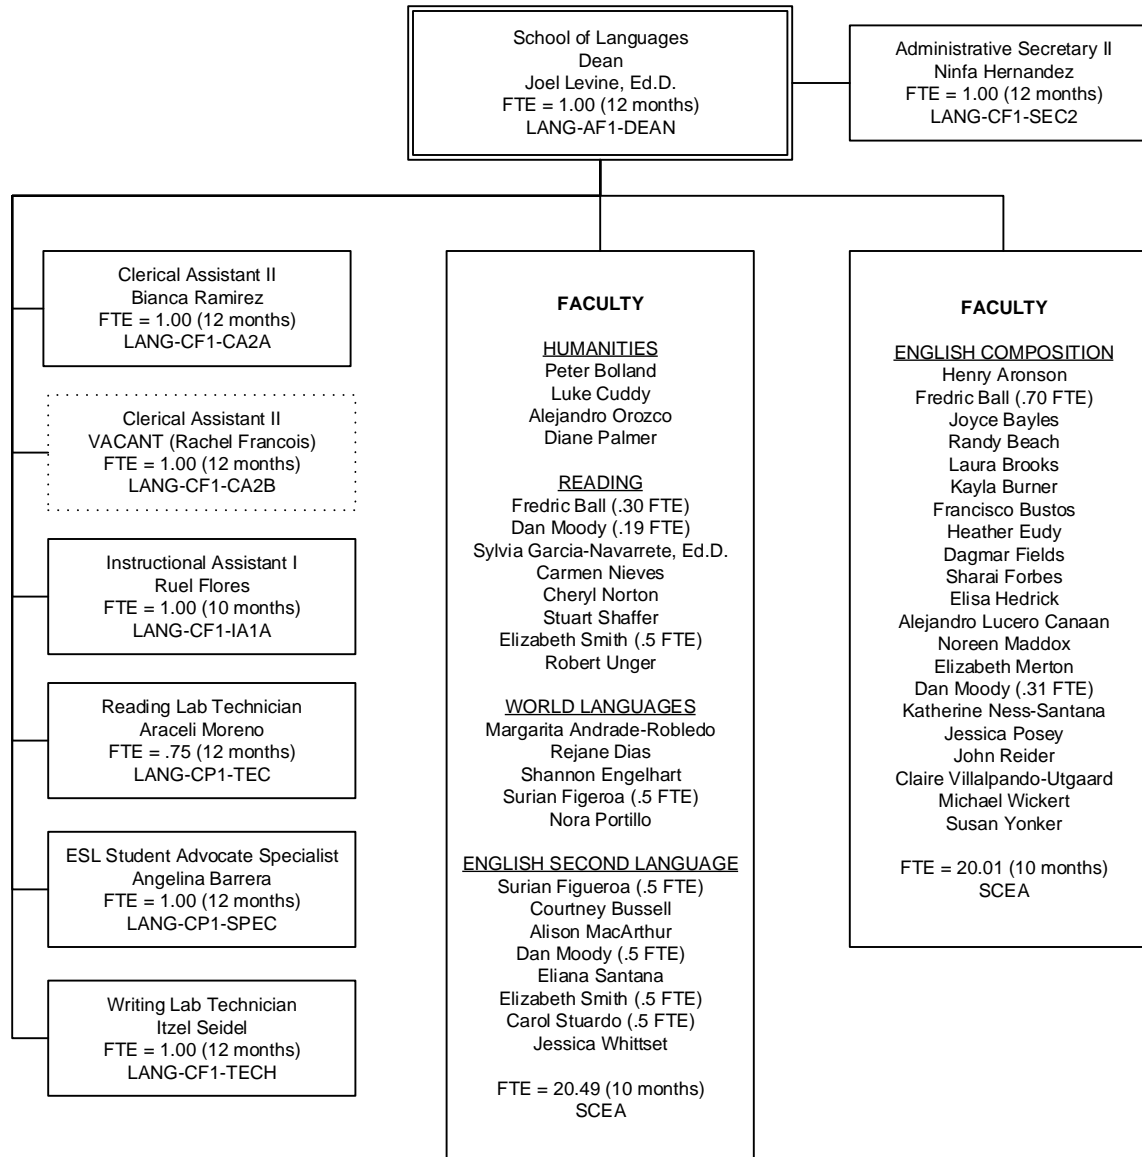 School of Languages
Dean
Joel Levine, Ed.D.
FTE = 1.00 (12 months)
LANG-AF1-DEAN
Administrative Secretary II
Ninfa Hernandez
FTE = 1.00 (12 months)
LANG-CF1-SEC2
Clerical Assistant II
Bianca Ramirez
FTE = 1.00 (12 months)
LANG-CF1-CA2A
Clerical Assistant II
VACANT (Rachel Francois)
FTE = 1.00 (12 months)
LANG-CF1-CA2B
Instructional Assistant I
Ruel Flores
FTE = 1.00 (10 months)
LANG-CF1-IA1A
Reading Lab Technician
Araceli Moreno
FTE = .75 (12 months)
LANG-CP1-TEC
ESL Student Advocate Specialist
Angelina Barrera
FTE = 1.00 (12 months)
LANG-CP1-SPEC
Writing Lab Technician
Itzel Seidel
FTE = 1.00 (12 months)
LANG-CF1-TECH
FACULTY
HUMANITIES
Peter Bolland
Luke Cuddy
Alejandro Orozco
Diane Palmer
READING
Fredric Ball (.30 FTE)
Dan Moody (.19 FTE)
Sylvia Garcia-Navarrete, Ed.D.
Carmen Nieves
Cheryl Norton
Stuart Shaffer
Elizabeth Smith (.5 FTE)
Robert Unger
WORLD LANGUAGES
Margarita Andrade-Robledo
Rejane Dias
Shannon Engelhart
Surian Figeroa (.5 FTE)
Nora Portillo
ENGLISH SECOND LANGUAGE
Surian Figueroa (.5 FTE)
Courtney Bussell
Alison MacArthur
Dan Moody (.5 FTE)
Eliana Santana
Elizabeth Smith (.5 FTE)
Carol Stuardo (.5 FTE)
Jessica Whittset
FTE = 20.49 (10 months)
SCEA
FACULTY
ENGLISH COMPOSITION
Henry Aronson
Fredric Ball (.70 FTE)
Joyce Bayles
Randy Beach
Laura Brooks
Kayla Burner
Francisco Bustos
Heather Eudy
Dagmar Fields
Sharai Forbes
Elisa Hedrick
Alejandro Lucero Canaan
Noreen Maddox
Elizabeth Merton
Dan Moody (.31 FTE)
Katherine Ness-Santana
Jessica Posey
John Reider
Claire Villalpando-Utgaard
Michael Wickert
Susan Yonker
FTE = 20.01 (10 months)
SCEA